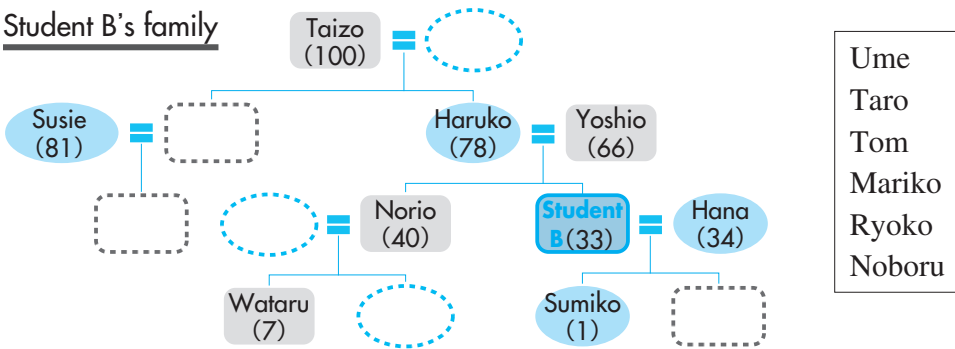 Student B's family
Taizo
(100)
Susie
(81)
Haruko
(78)
Yoshio
(66)
Norio
(40)
Student
B(33)
Hana
(34)
Wataru
(7)
Sumiko
(1)
Ume
Taro
Tom
Mariko
Ryoko
Noboru